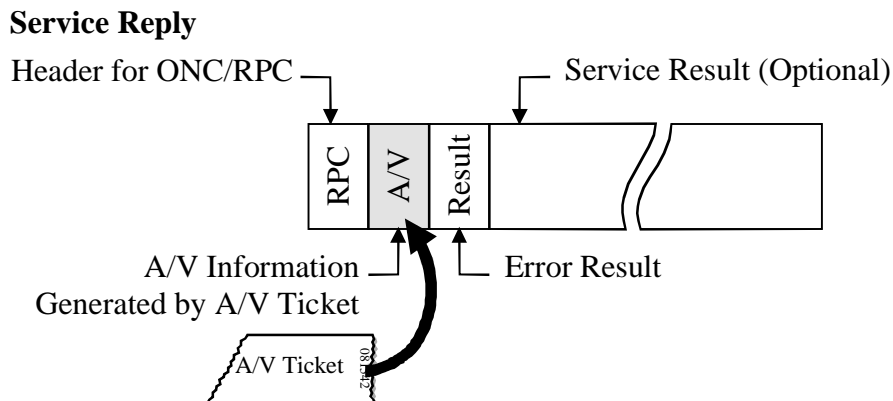 Service Reply
Header for ONC/RPC
Service Result (Optional)
RPC
A/V
Result
A/V Information
Generated by A/V Ticket
Error Result
A/V Ticket
081542